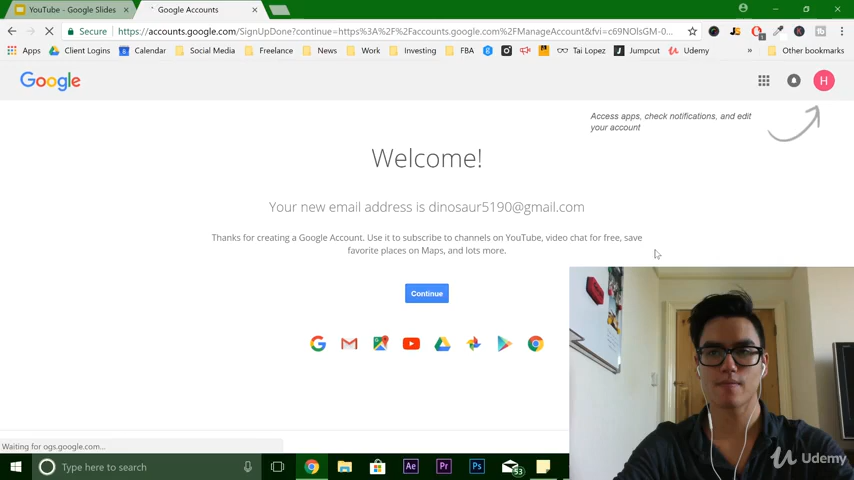 YouTube - Google Slides
Google Accounts
Secure https://accounts.google.com/SignUpDone?continue=https%3A%2F%2Faccounts.google.com%2FManageAccount&fvi=c69NOlsGM-0...
Apps Client Logins Calendar Social Media Freelance News Work Investing FBA Tai Lopez Jumpcut Udemy » Other bookmarks
Google
H
Access apps, check notifications, and edit
your account
Welcome!
Your new email address is dinosaur5190@gmail.com
Thanks for creating a Google Account. Use it to subscribe to channels on YouTube, video chat for free, save
favorite places on Maps, and lots more.
Continue
Waiting for ogs.google.com...
Type here to search
Ae Pr Ps 53
Udemy